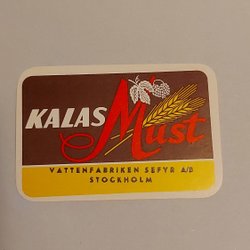 KALAS
Must
VATTENFABRIKEN SEFYR A/B
STOCKHOLM